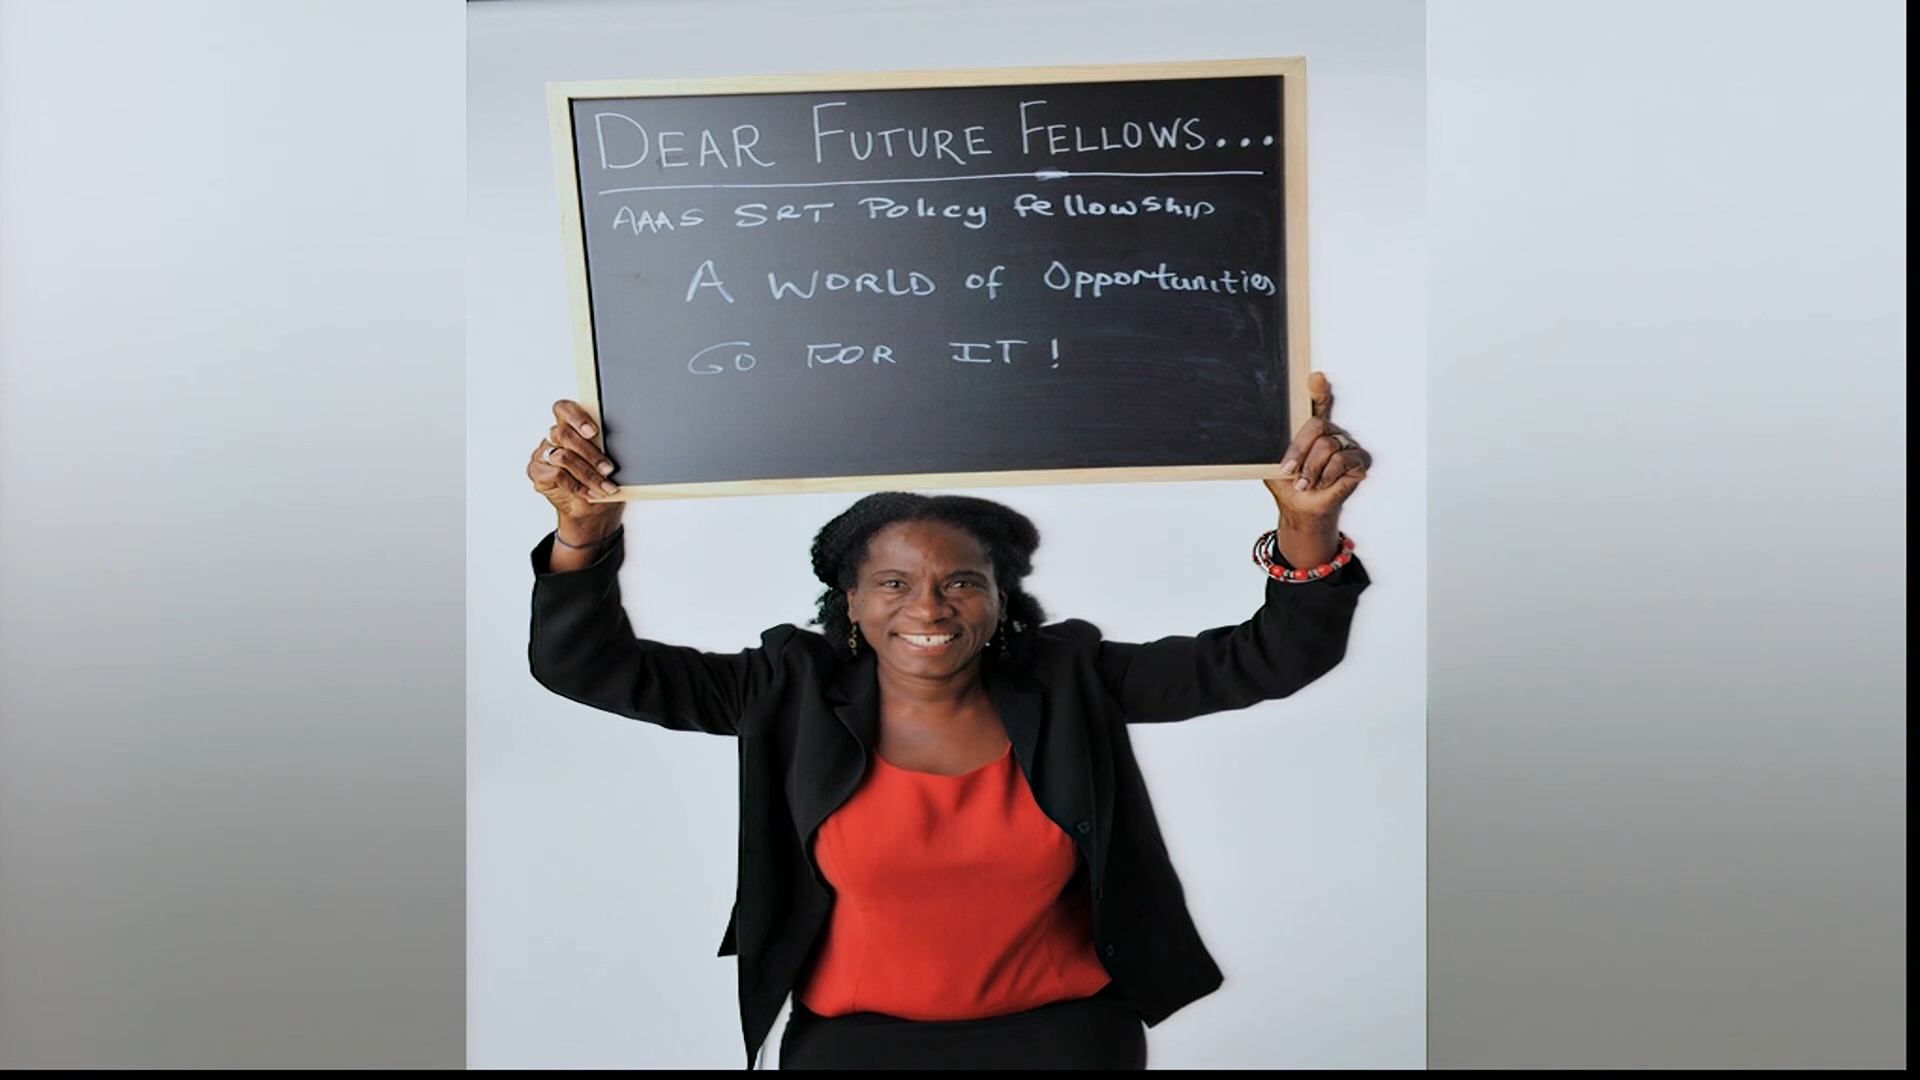 DEAR FUTURE FELLOWS...
AAAS S&T Policy Fellowship
A WORLD of Opportunities
GO FOR IT!